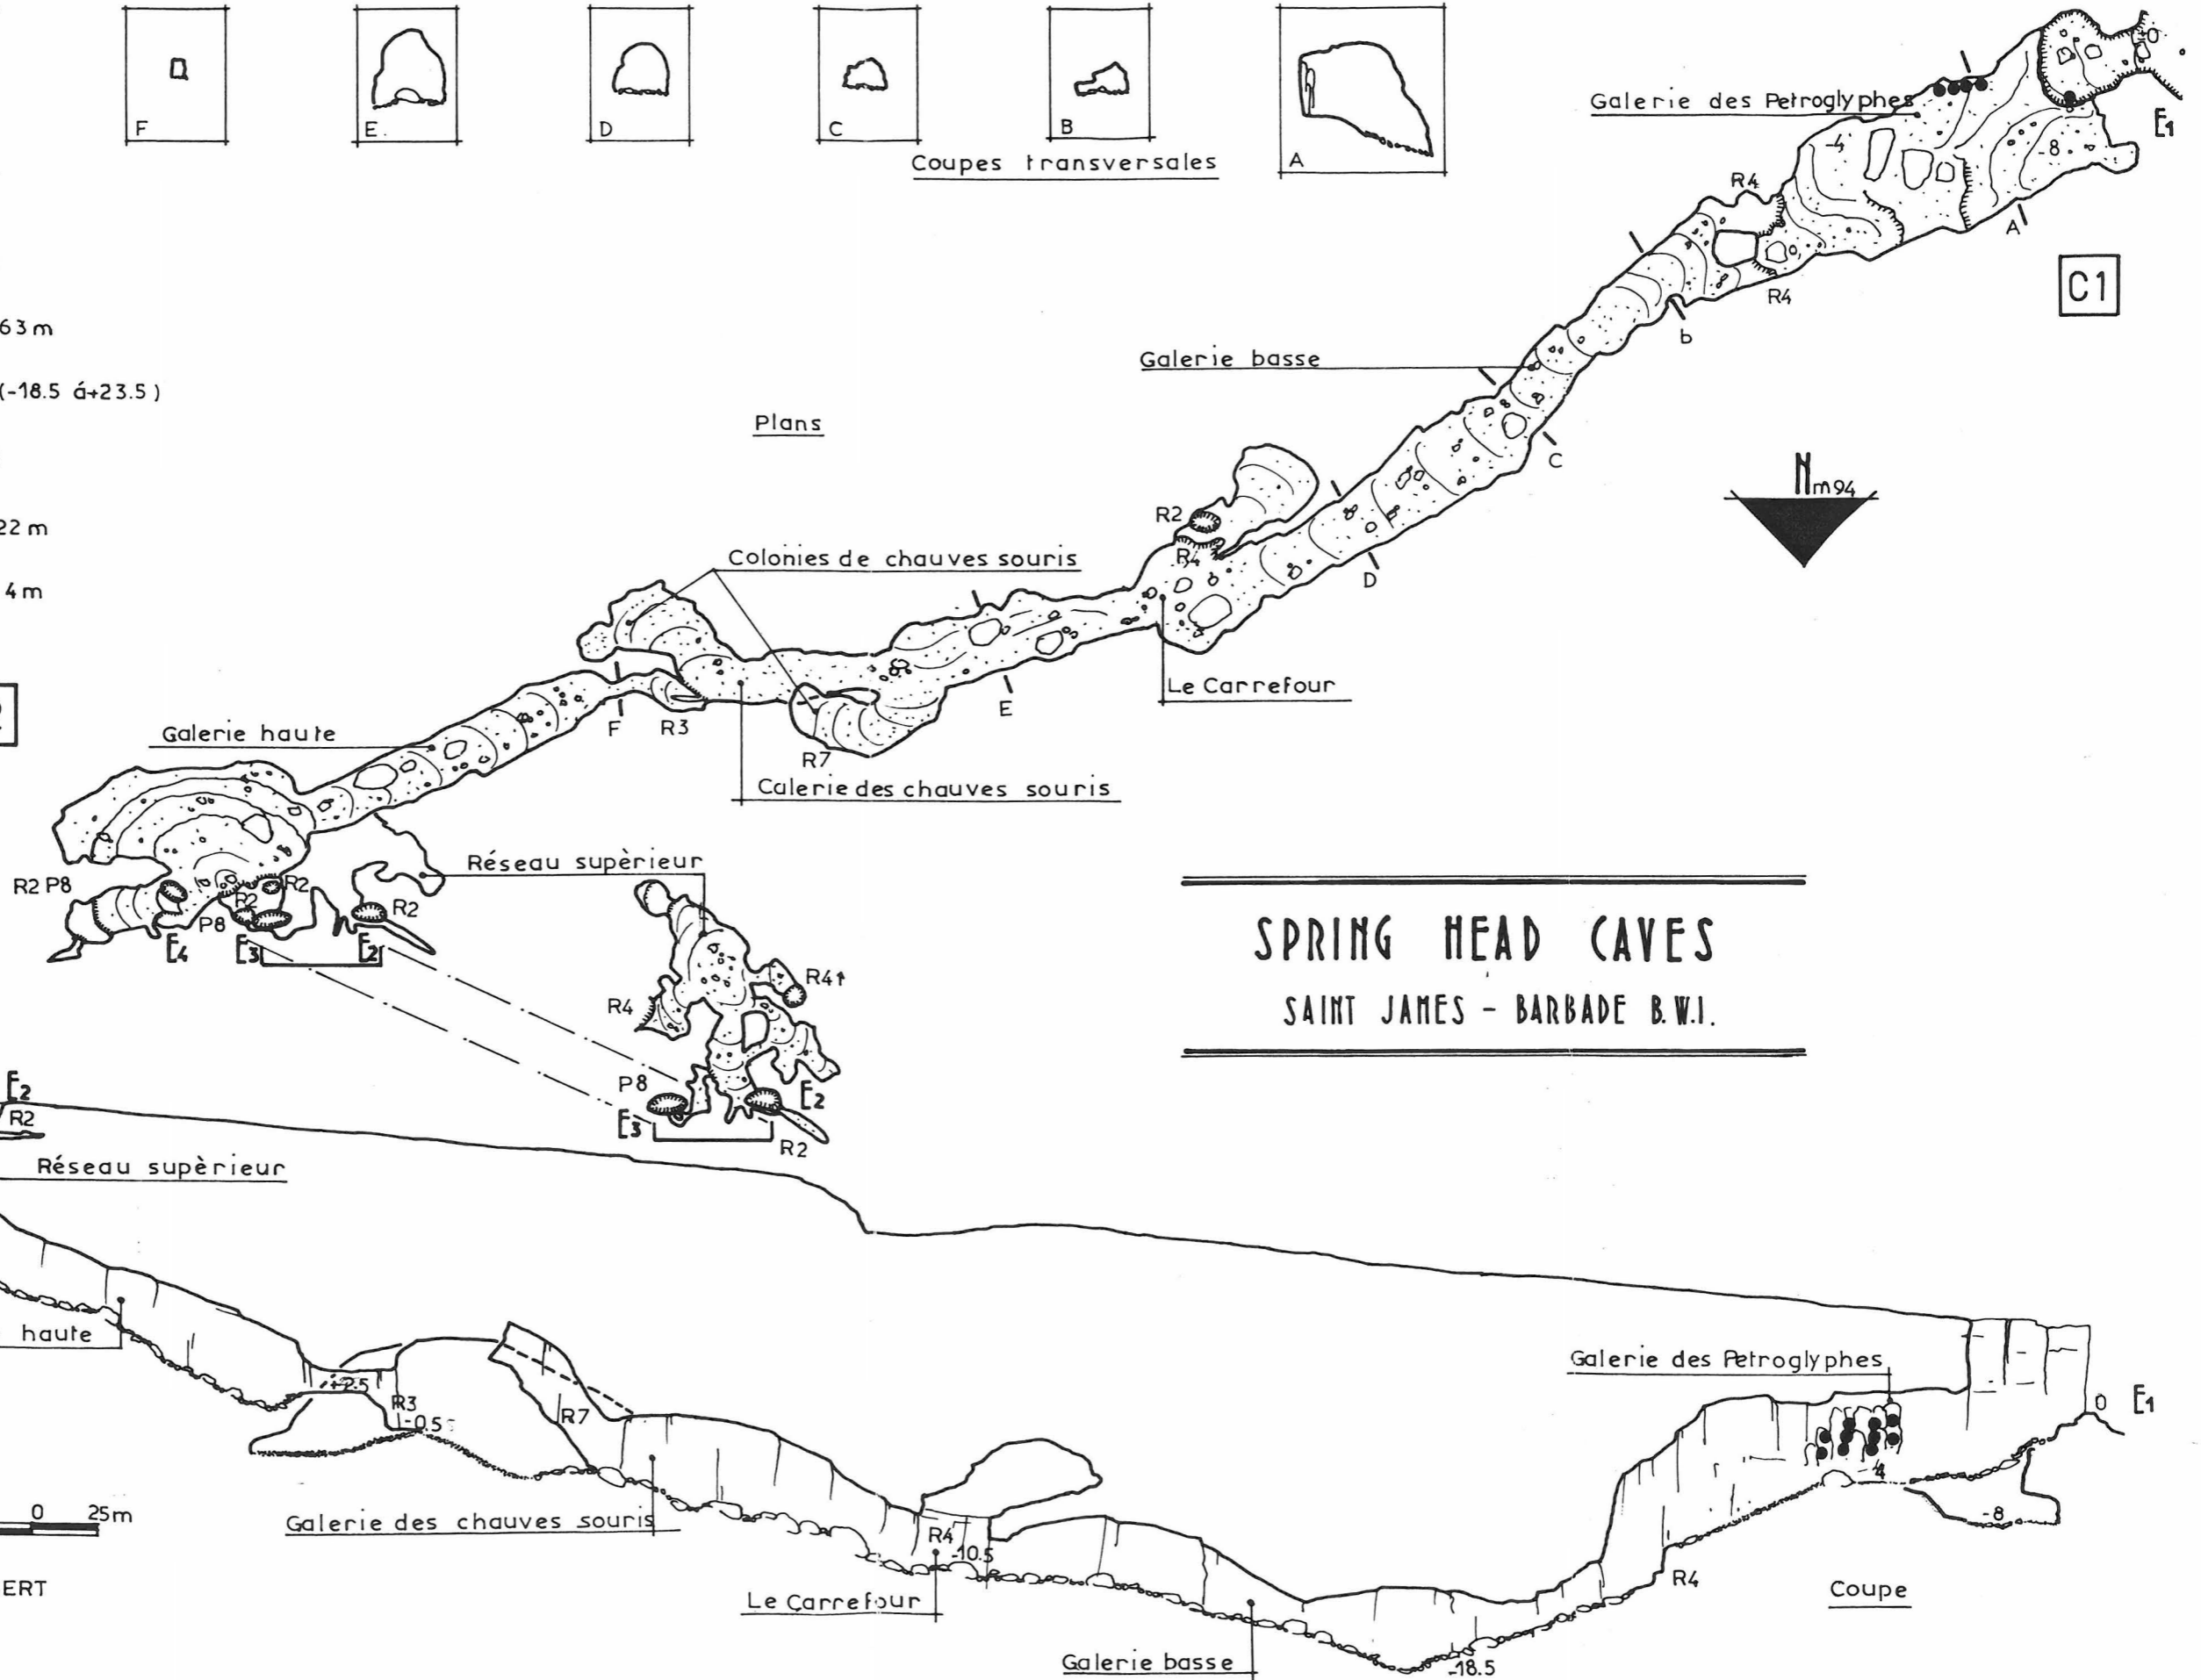 F
E.
D
C
B
A
Coupes transversales
Galerie des Petroglyphes
+0
E1
-4
-8
A
R4
R4
C1
b
63 m
Galerie basse
(-18.5 á+23.5)
Plans
C
Nm94
22 m
R2
R4
Colonies de chauves souris
D
4 m
Le Carrefour
E
F
R3
Galerie haute
R7
Calerie des chauves souris
Réseau supèrieur
R2 P8
R2
R2
R2
P8
E4
E3
E2
R4↑
R4
SPRING HEAD CAVES
SAINT JAMES - BARBADE B.W.I.
P8
E2
E3
R2
E2
R2
Réseau supèrieur
haute
+2.5
R3
-0.5
R7
Galerie des Petroglyphes
0
E1
-4
-8
0 25m
Galerie des chauves souris
R4
-10.5
ERT
Le Carrefour
R4
Coupe
Galerie basse
-18.5